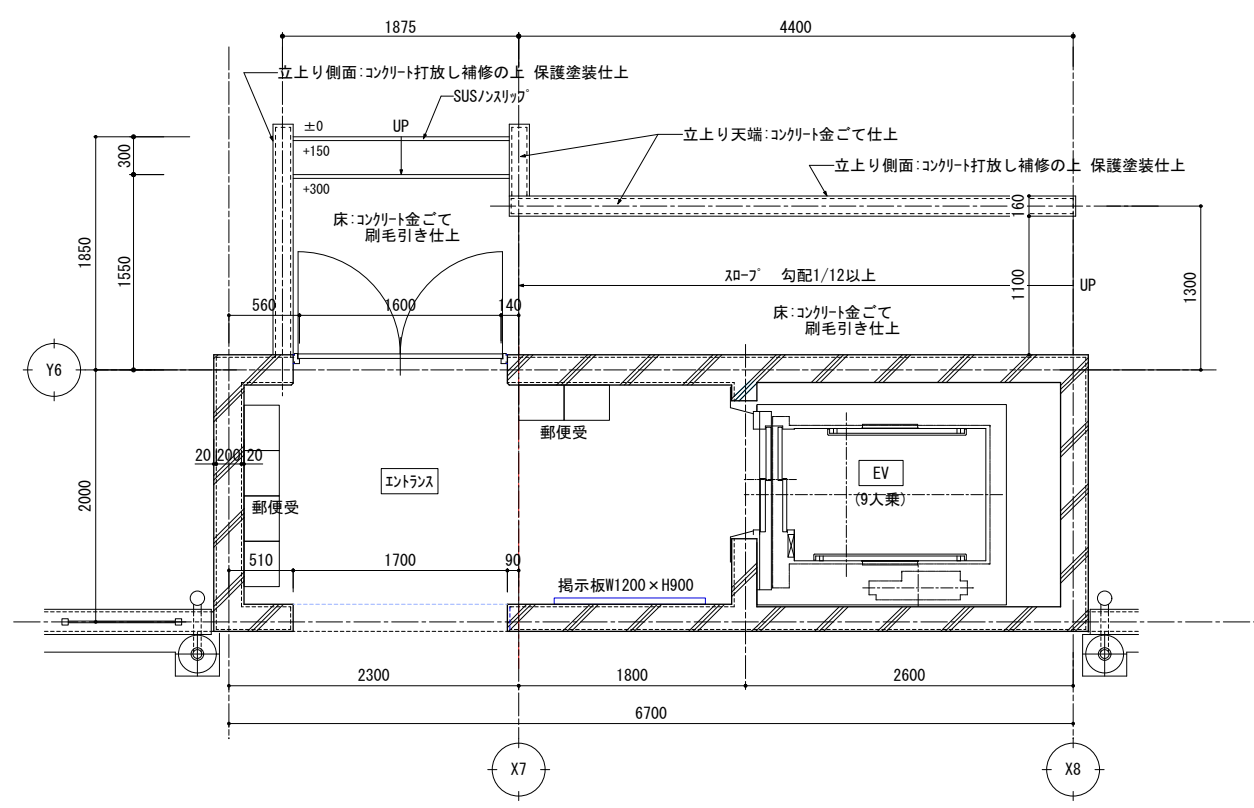 1875
4400
立上り側面:コンクリート打放し補修の上 保護塗装仕上
SUSノンスリップ
±0
UP
+150
+300
立上り天端:コンクリート金ごて仕上
立上り側面:コンクリート打放し補修の上 保護塗装仕上
300
1850
1550
160
1100
1300
床:コンクリート金ごて
刷毛引き仕上
スロープ 勾配1/12以上
UP
560
1600
140
床:コンクリート金ごて
刷毛引き仕上
Y6
郵便受
20
200
20
エントランス
EV
(9人乗)
2000
郵便受
510
1700
90
掲示板W1200×H900
2300
1800
2600
6700
X7
X8